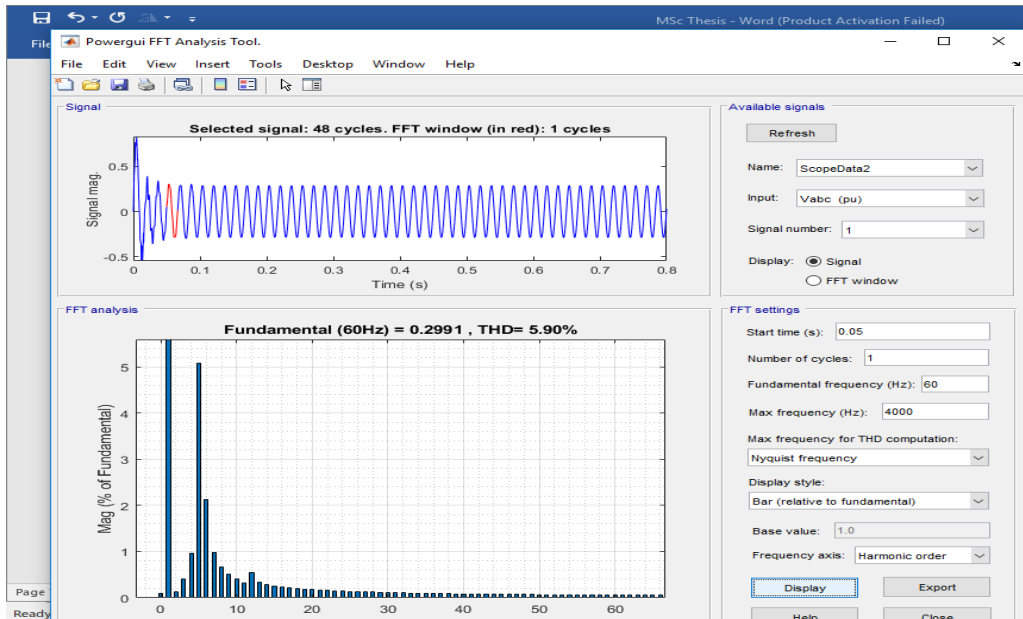 MSc Thesis - Word (Product Activation Failed)
File
Powergui FFT Analysis Tool.
File Edit View Insert Tools Desktop Window Help
Signal
Selected signal: 48 cycles. FFT window (in red): 1 cycles
Signal mag.
0.5
0
-0.5
0 0.1 0.2 0.3 0.4 0.5 0.6 0.7 0.8
Time (s)
Available signals
Refresh
Name: ScopeData2
Input: Vabc (pu)
Signal number: 1
Display: Signal
FFT window
FFT analysis
Fundamental (60Hz) = 0.2991 , THD= 5.90%
Mag (% of Fundamental)
5
4
3
2
1
0
0 10 20 30 40 50 60
FFT settings
Start time (s): 0.05
Number of cycles: 1
Fundamental frequency (Hz): 60
Max frequency (Hz): 4000
Max frequency for THD computation:
Nyquist frequency
Display style:
Bar (relative to fundamental)
Base value: 1.0
Frequency axis: Harmonic order
Display Export
Help Close
Page
Ready